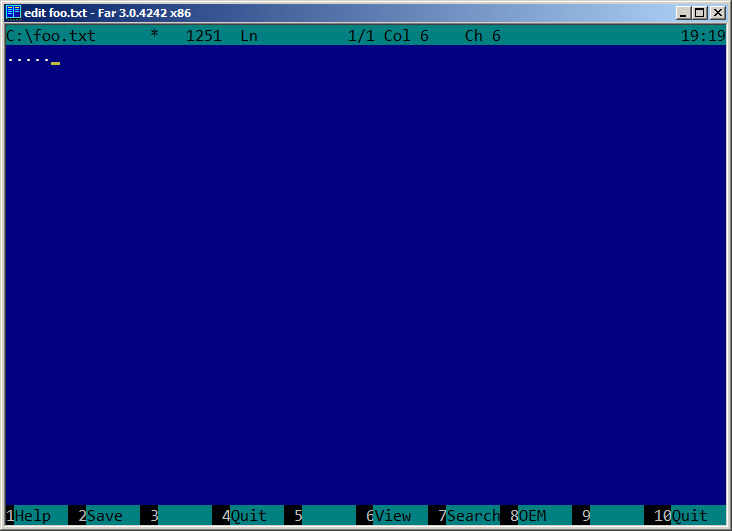 edit foo.txt - Far 3.0.4242 x86
C:\foo.txt * 1251 Ln 1/1 Col 6 Ch 6 19:19
·····
1Help 2Save 3 4Quit 5 6View 7Search 8OEM 9 10Quit